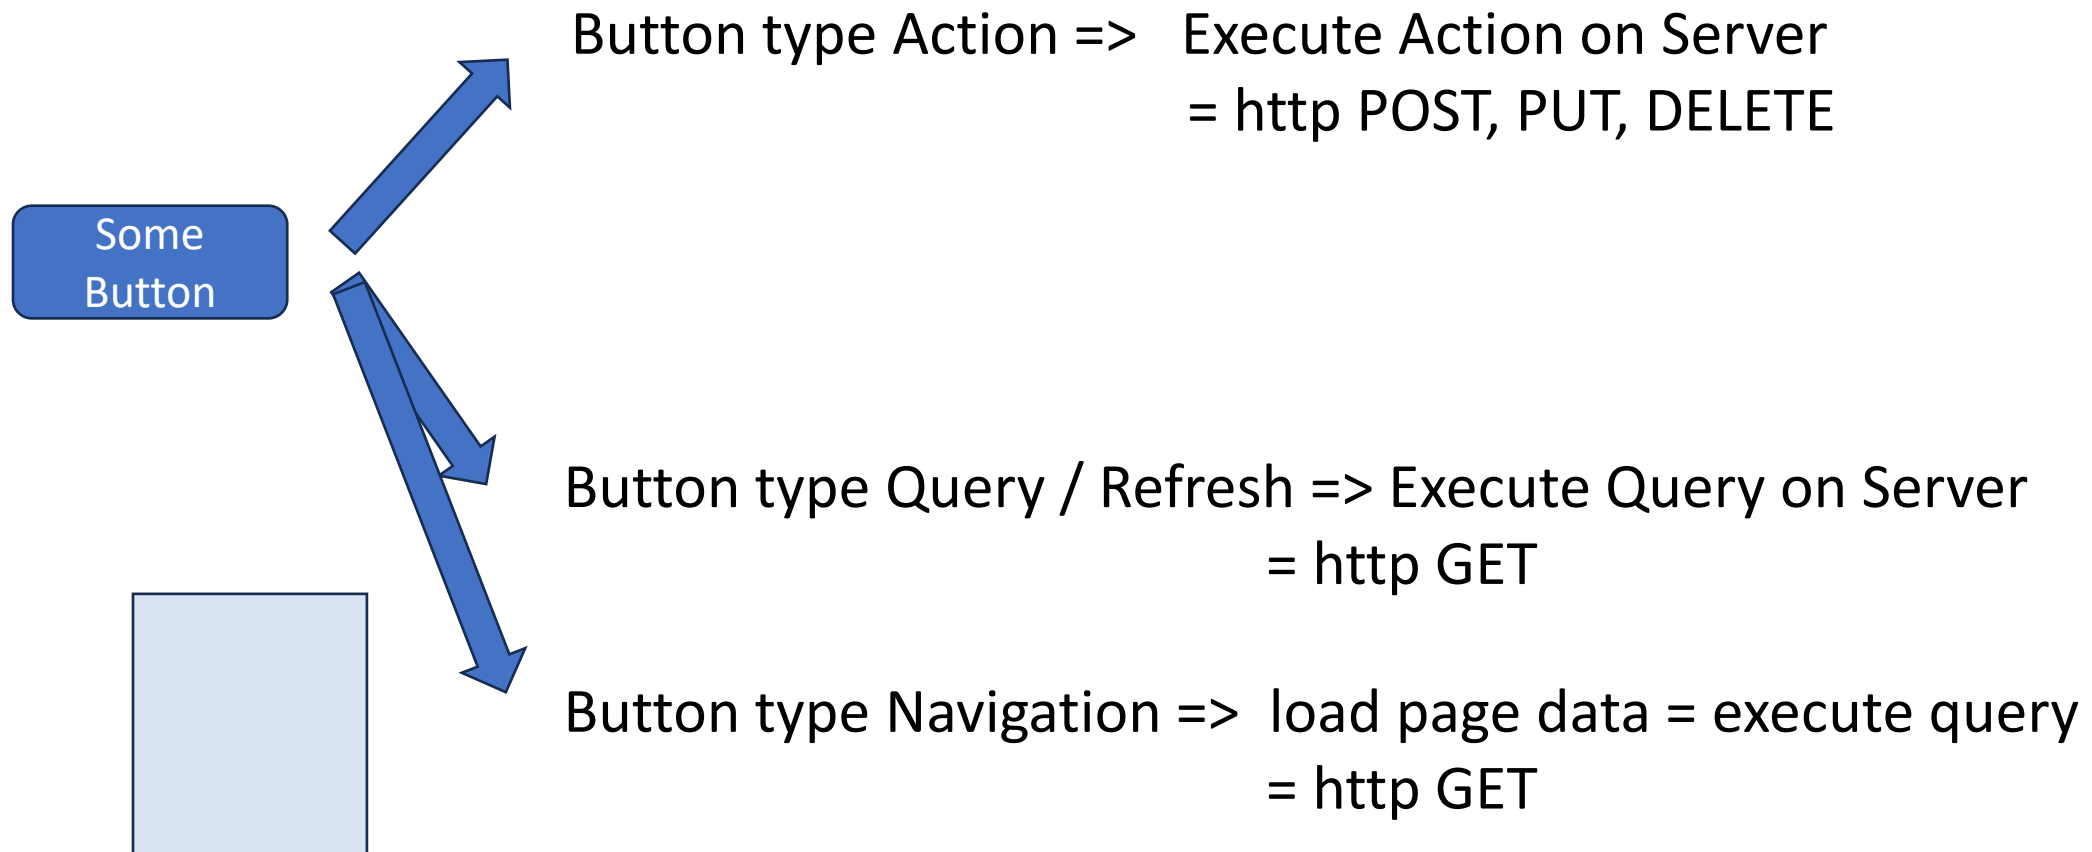 Button type Action => Execute Action on Server
= http POST, PUT, DELETE
Some
Button
Button type Query / Refresh => Execute Query on Server
= http GET
Button type Navigation => load page data = execute query
= http GET